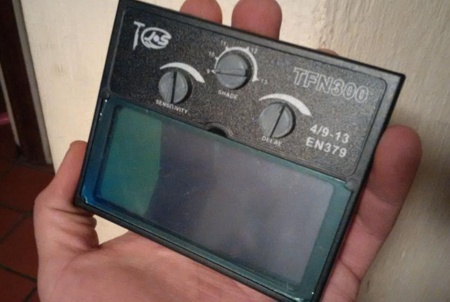 TFN300
SENSITIVITY
SHADE
DELAY
4/9-13
EN379